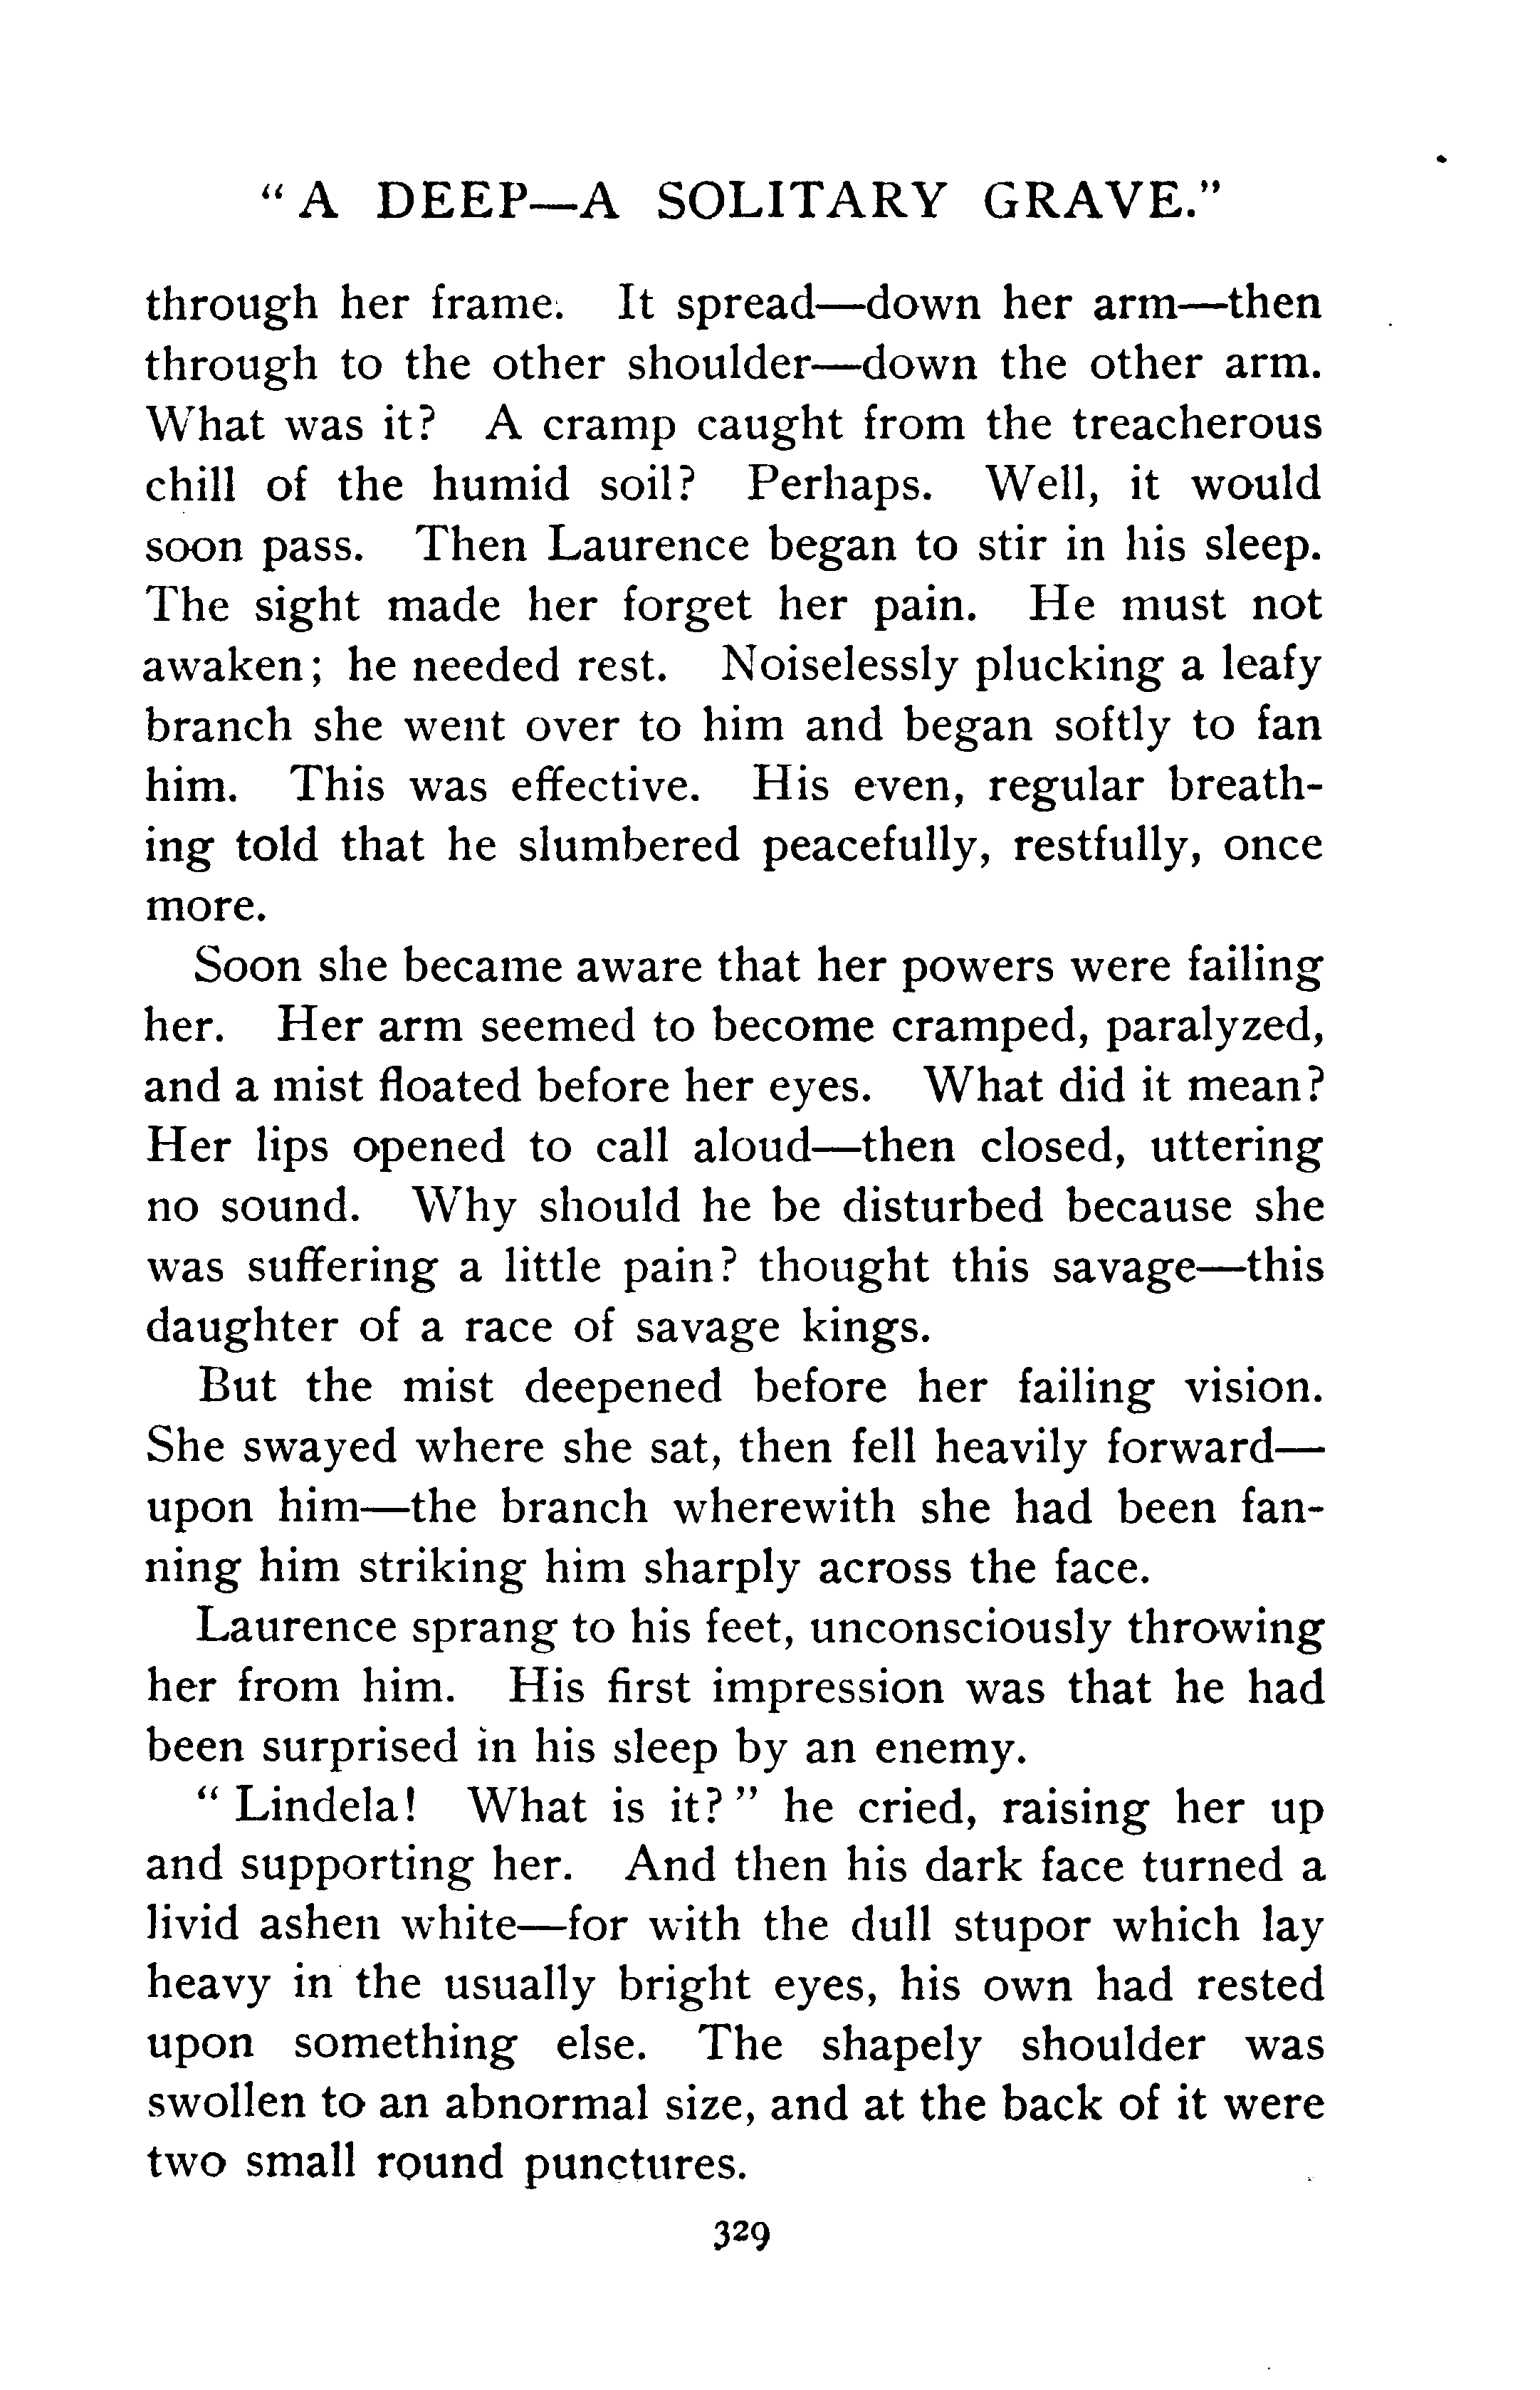 "A DEEP—A SOLITARY GRAVE."
through her frame. It spread—down her arm—then
through to the other shoulder—down the other arm.
What was it? A cramp caught from the treacherous
chill of the humid soil? Perhaps. Well, it would
soon pass. Then Laurence began to stir in his sleep.
The sight made her forget her pain. He must not
awaken; he needed rest. Noiselessly plucking a leafy
branch she went over to him and began softly to fan
him. This was effective. His even, regular breath-
ing told that he slumbered peacefully, restfully, once
more.
Soon she became aware that her powers were failing
her. Her arm seemed to become cramped, paralyzed,
and a mist floated before her eyes. What did it mean?
Her lips opened to call aloud—then closed, uttering
no sound. Why should he be disturbed because she
was suffering a little pain? thought this savage—this
daughter of a race of savage kings.
But the mist deepened before her failing vision.
She swayed where she sat, then fell heavily forward—
upon him—the branch wherewith she had been fan-
ning him striking him sharply across the face.
Laurence sprang to his feet, unconsciously throwing
her from him. His first impression was that he had
been surprised in his sleep by an enemy.
"Lindela! What is it?" he cried, raising her up
and supporting her. And then his dark face turned a
livid ashen white—for with the dull stupor which lay
heavy in the usually bright eyes, his own had rested
upon something else. The shapely shoulder was
swollen to an abnormal size, and at the back of it were
two small round punctures.
329